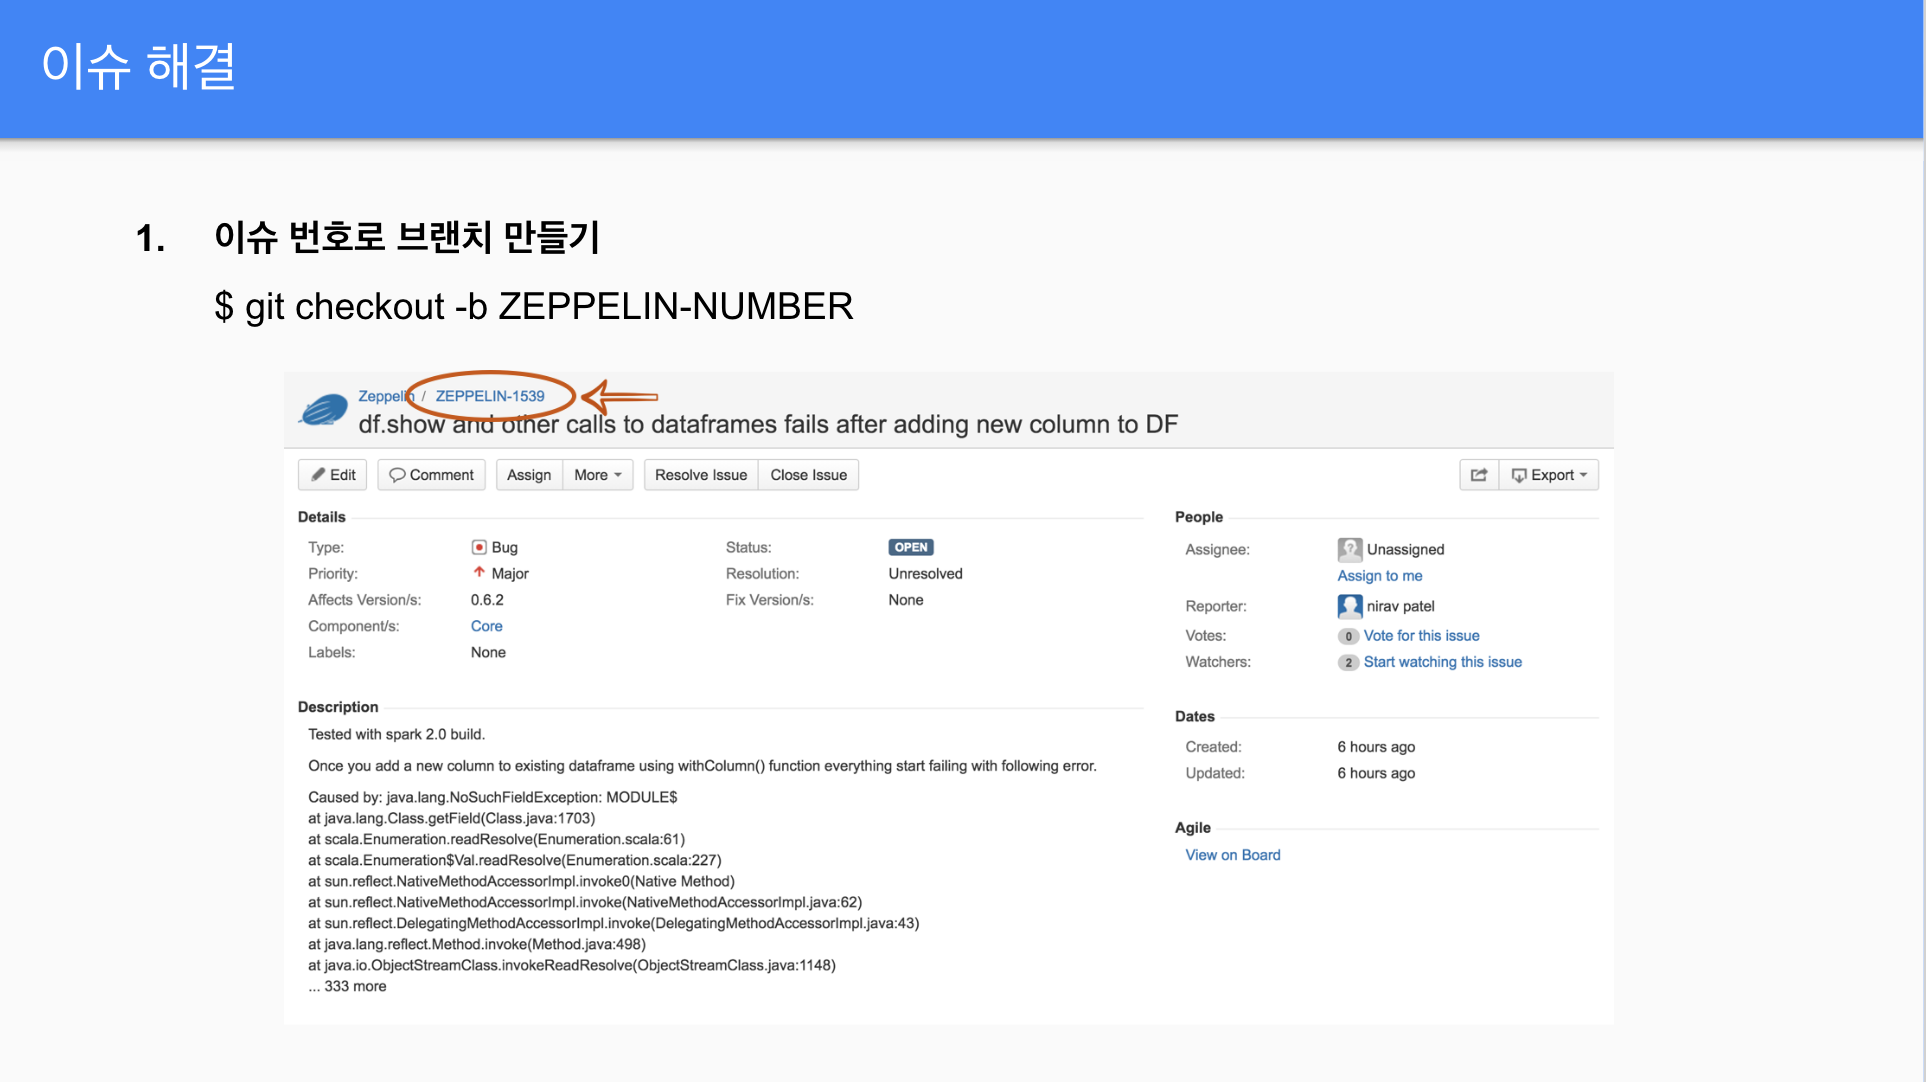 이슈 해결
1. 이슈 번호로 브랜치 만들기
$ git checkout -b ZEPPELIN-NUMBER
Zeppelin / ZEPPELIN-1539
df.show and other calls to dataframes fails after adding new column to DF
Edit Comment Assign More Resolve Issue Close Issue Export
Details
Type: Bug Status: OPEN
Priority: Major Resolution: Unresolved
Affects Version/s: 0.6.2 Fix Version/s: None
Component/s: Core
Labels: None
People
Assignee: Unassigned
Assign to me
Reporter: nirav patel
Votes: 0 Vote for this issue
Watchers: 2 Start watching this issue
Description
Tested with spark 2.0 build.
Once you add a new column to existing dataframe using withColumn() function everything start failing with following error.
Caused by: java.lang.NoSuchFieldException: MODULE$
at java.lang.Class.getField(Class.java:1703)
at scala.Enumeration.readResolve(Enumeration.scala:61)
at scala.Enumeration$Val.readResolve(Enumeration.scala:227)
at sun.reflect.NativeMethodAccessorImpl.invoke0(Native Method)
at sun.reflect.NativeMethodAccessorImpl.invoke(NativeMethodAccessorImpl.java:62)
at sun.reflect.DelegatingMethodAccessorImpl.invoke(DelegatingMethodAccessorImpl.java:43)
at java.lang.reflect.Method.invoke(Method.java:498)
at java.io.ObjectStreamClass.invokeReadResolve(ObjectStreamClass.java:1148)
... 333 more
Dates
Created: 6 hours ago
Updated: 6 hours ago
Agile
View on Board